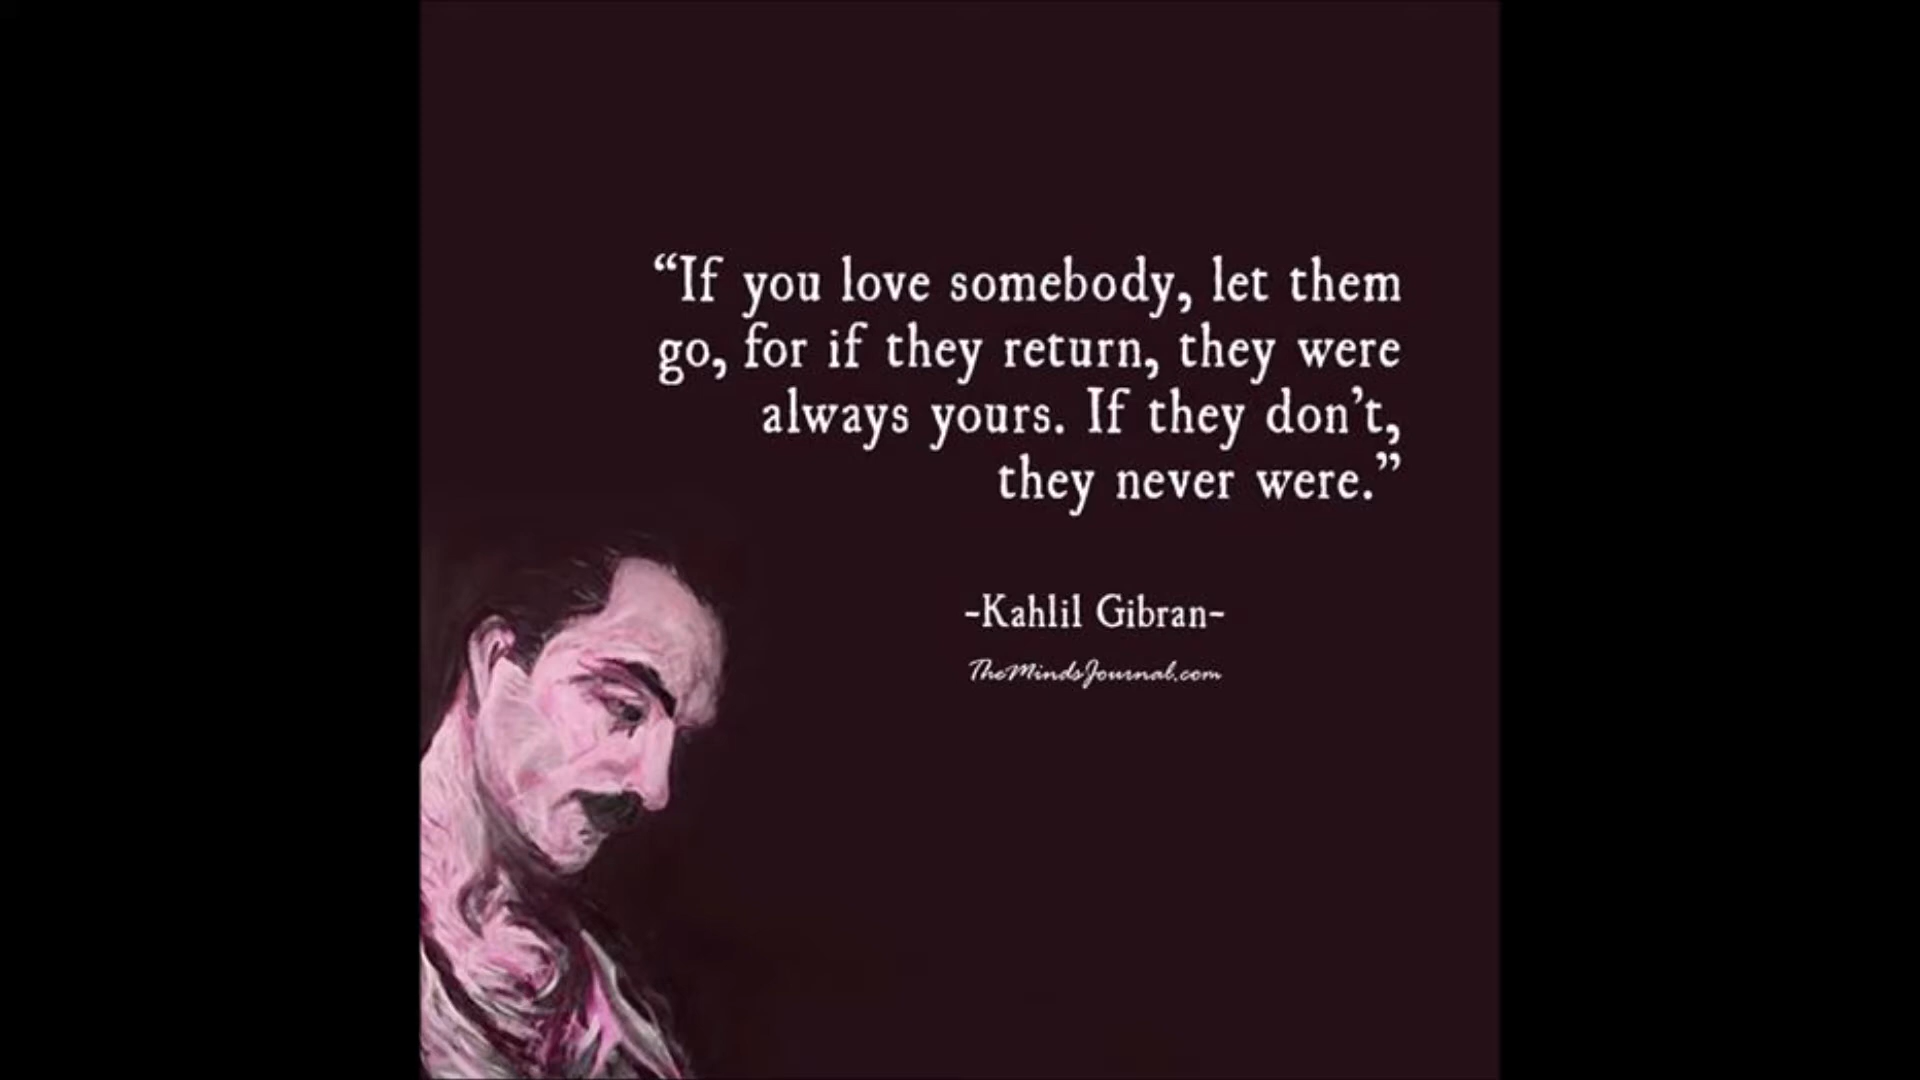 “If you love somebody, let them
go, for if they return, they were
always yours. If they don’t,
they never were.”
-Kahlil Gibran-
TheMindsJournal.com